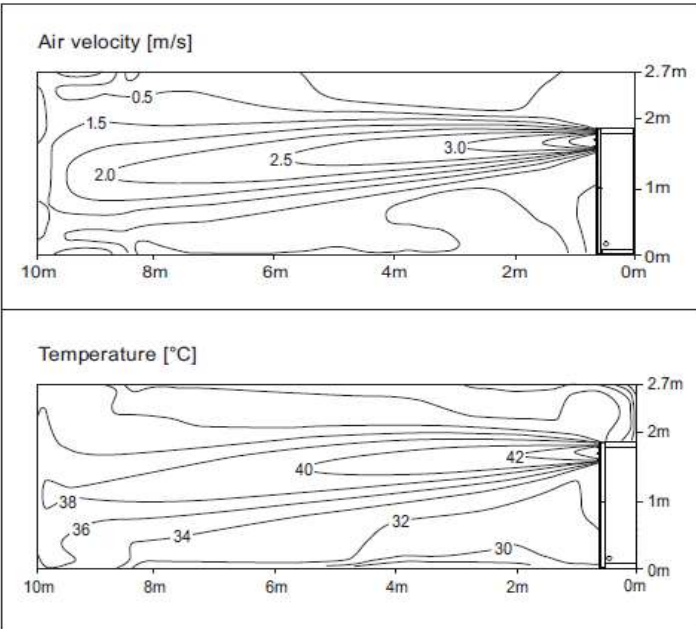 Air velocity [m/s]
2.7m
0.5
2m
1.5
3.0
2.5
2.0
1m
0m
10m 8m 6m 4m 2m 0m
Temperature [°C]
2.7m
2m
42
40
38
1m
36
32
34
30
0m
10m 8m 6m 4m 2m 0m